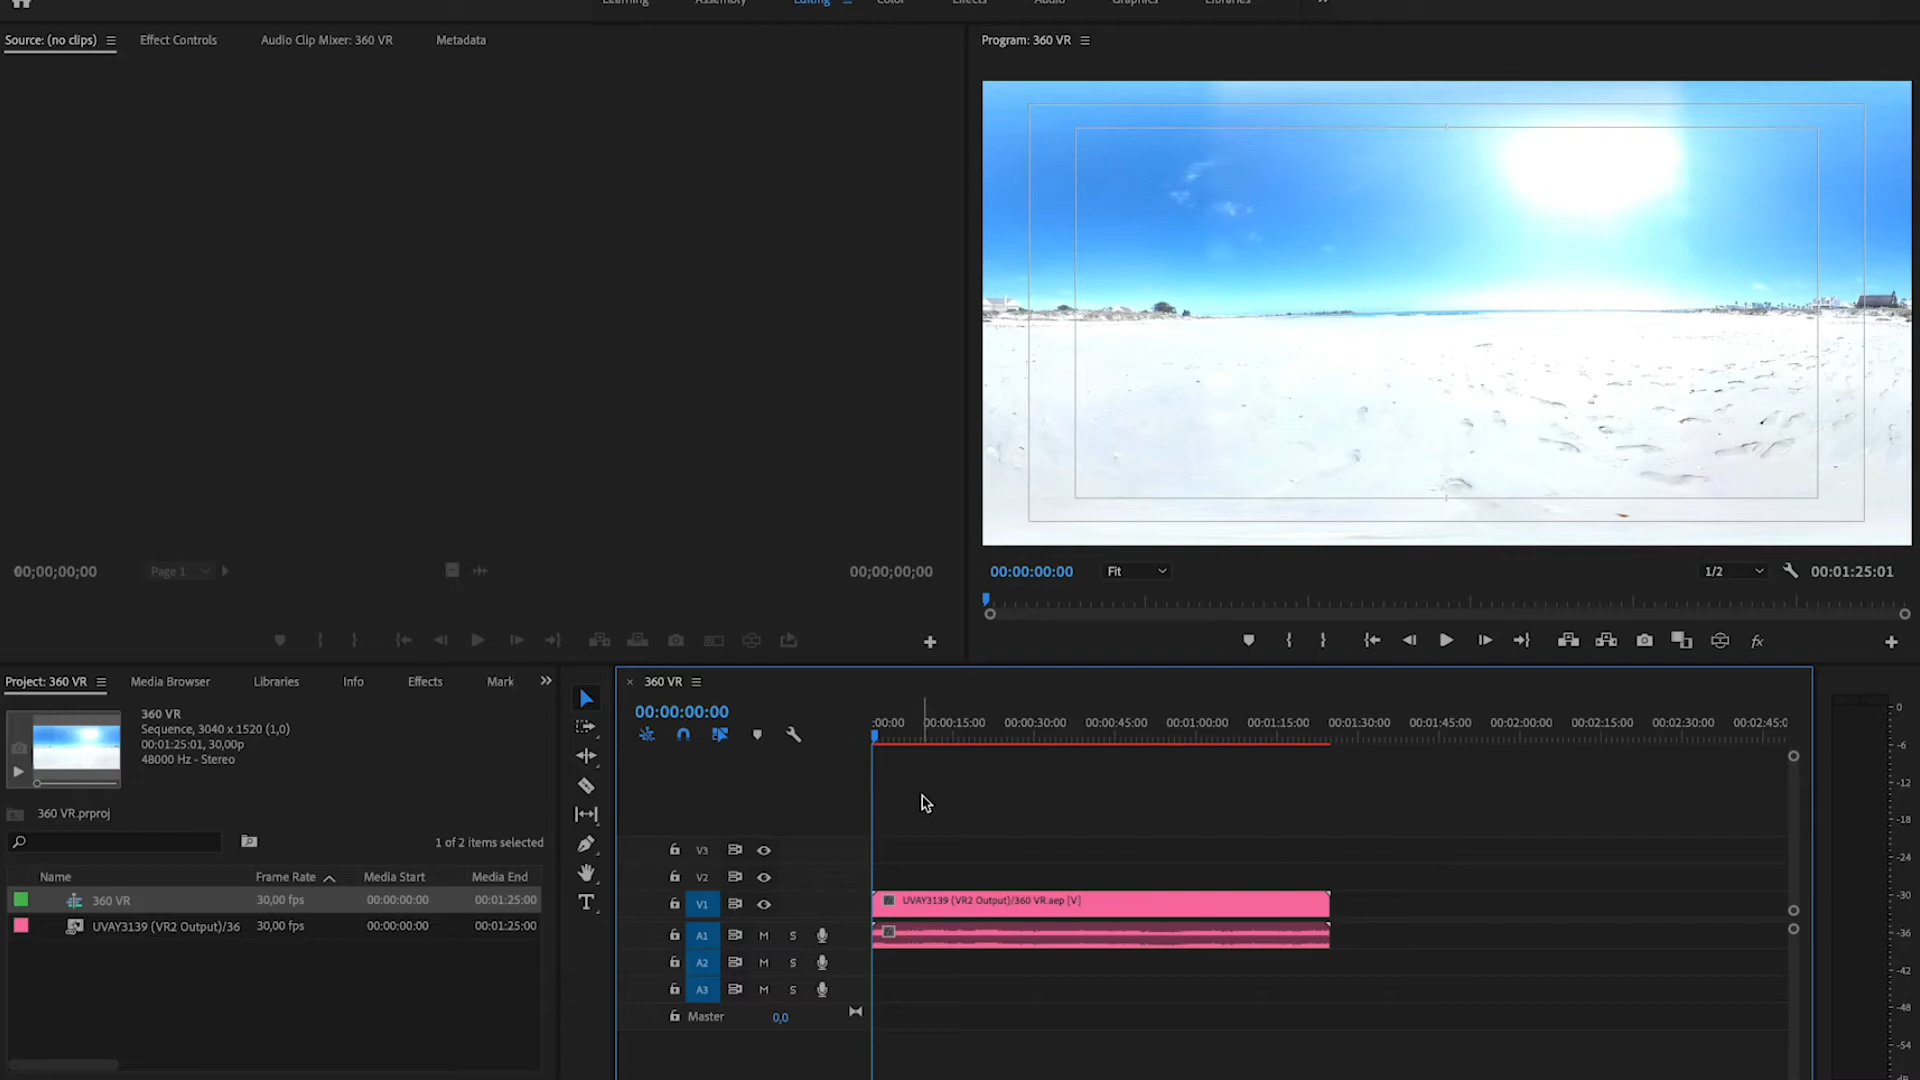 Learning Assembly Editing Color Effects Audio Graphics Libraries
Source: (no clips) Effect Controls Audio Clip Mixer: 360 VR Metadata
Program: 360 VR
00;00;00;00 Page 1 00;00;00;00
00:00:00:00 Fit 1/2 00:01:25:01
fx
Project: 360 VR Media Browser Libraries Info Effects Mark
360 VR
Sequence, 3040 x 1520 (1,0)
00:01:25:01, 30,00p
48000 Hz - Stereo
360 VR.prproj
1 of 2 items selected
Name Frame Rate Media Start Media End
360 VR 30,00 fps 00:00:00:00 00:01:25:00
UVAY3139 (VR2 Output)/36 30,00 fps 00:00:00:00 00:01:25:00
T
360 VR
00:00:00:00
:00:00 00:00:15:00 00:00:30:00 00:00:45:00 00:01:00:00 00:01:15:00 00:01:30:00 00:01:45:00 00:02:00:00 00:02:15:00 00:02:30:00 00:02:45:0
V3
V2
V1 UVAY3139 (VR2 Output)/360 VR.aep [V]
A1 M S
A2 M S
A3 M S
Master 0,0
0
-6
-12
-18
-24
-30
-36
-42
-48
-54